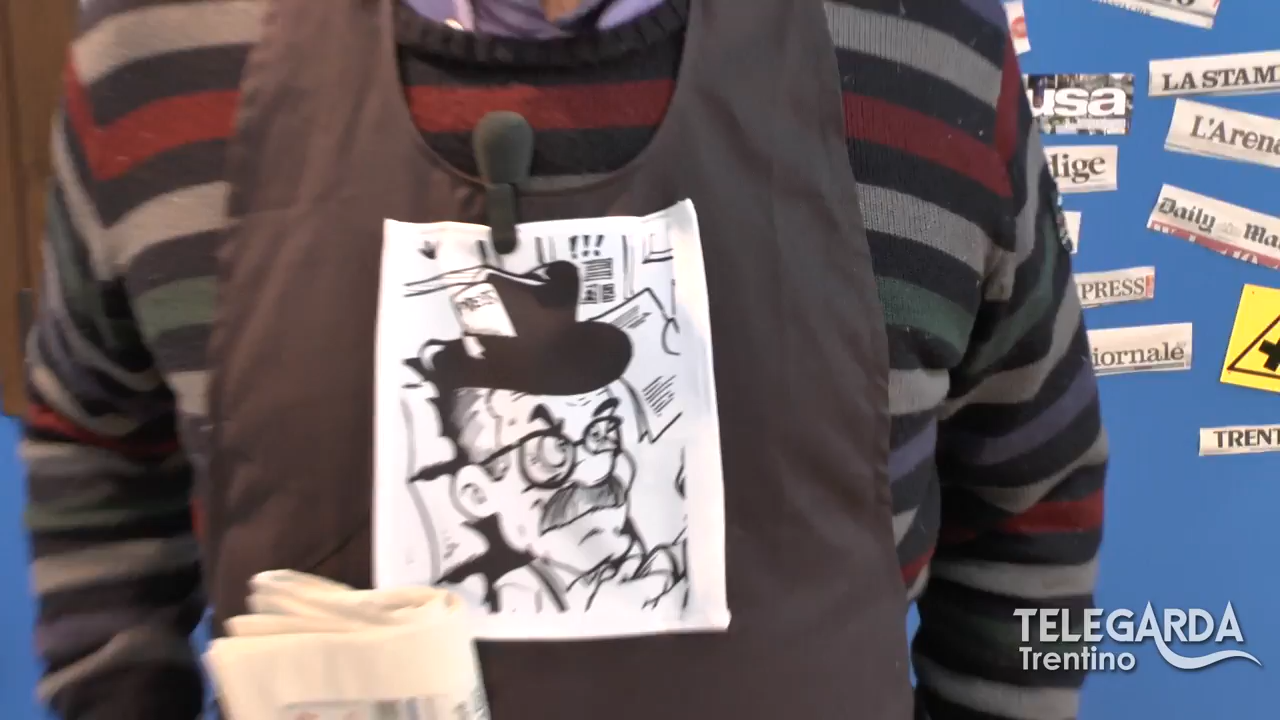 usa
LA STAM
L'Arena
dige
Daily Ma
PRESS
iornale
TRENT
!!!
TELEGARDA
Trentino